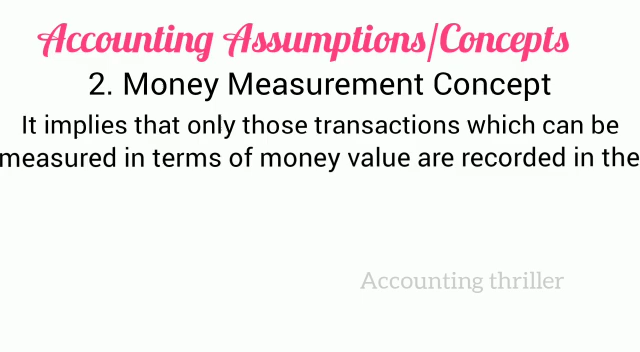 Accounting Assumptions/Concepts
2. Money Measurement Concept
It implies that only those transactions which can be
measured in terms of money value are recorded in the
Accounting thriller